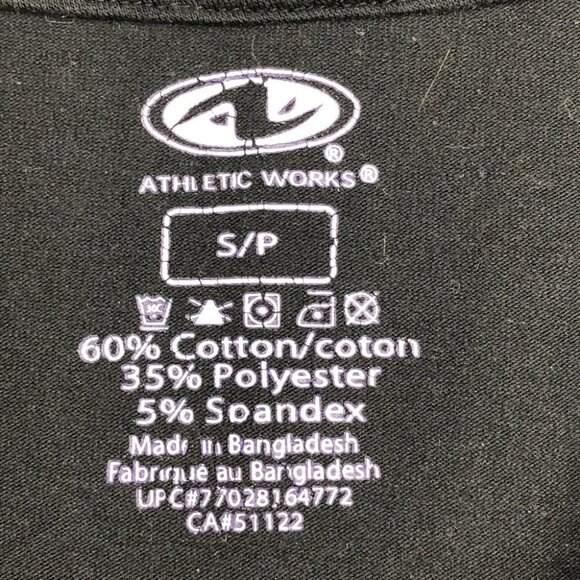 ATHLETIC WORKS®
S/P
30C
60% Cotton/coton
35% Polyester
5% Spandex
Made in Bangladesh
Fabriqué au Bangladesh
UPC#77028164772
CA#51122